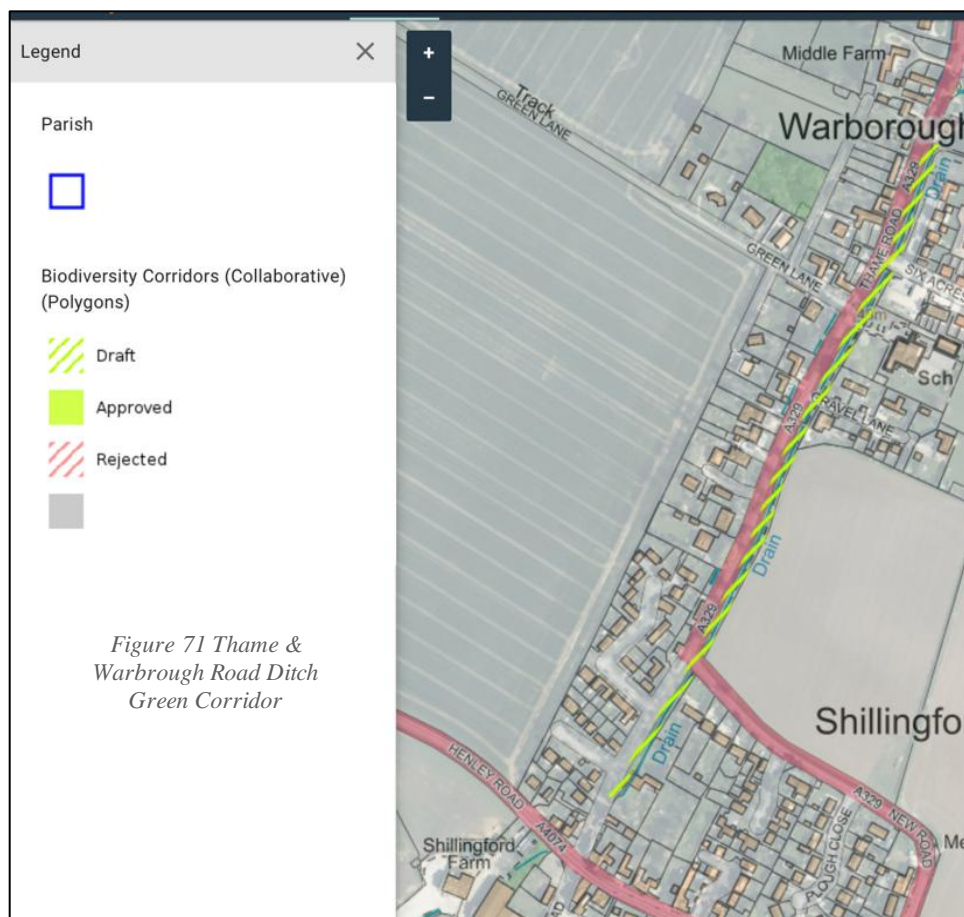 Legend
+
−
Parish
Biodiversity Corridors (Collaborative)
(Polygons)
Draft
Approved
Rejected
Figure 71 Thame &
Warbrough Road Ditch
Green Corridor
Middle Farm
Track
GREEN LANE
Warborough
A329
Drain
THAME ROAD
GREEN LANE
SIX ACRES
Sch
A329
GRAVEL LANE
Drain
A329
Shillingfo
Drain
HENLEY ROAD
A4074
A329
NEW ROAD
PLOUGH CLOSE
Shillingford
Farm
Me